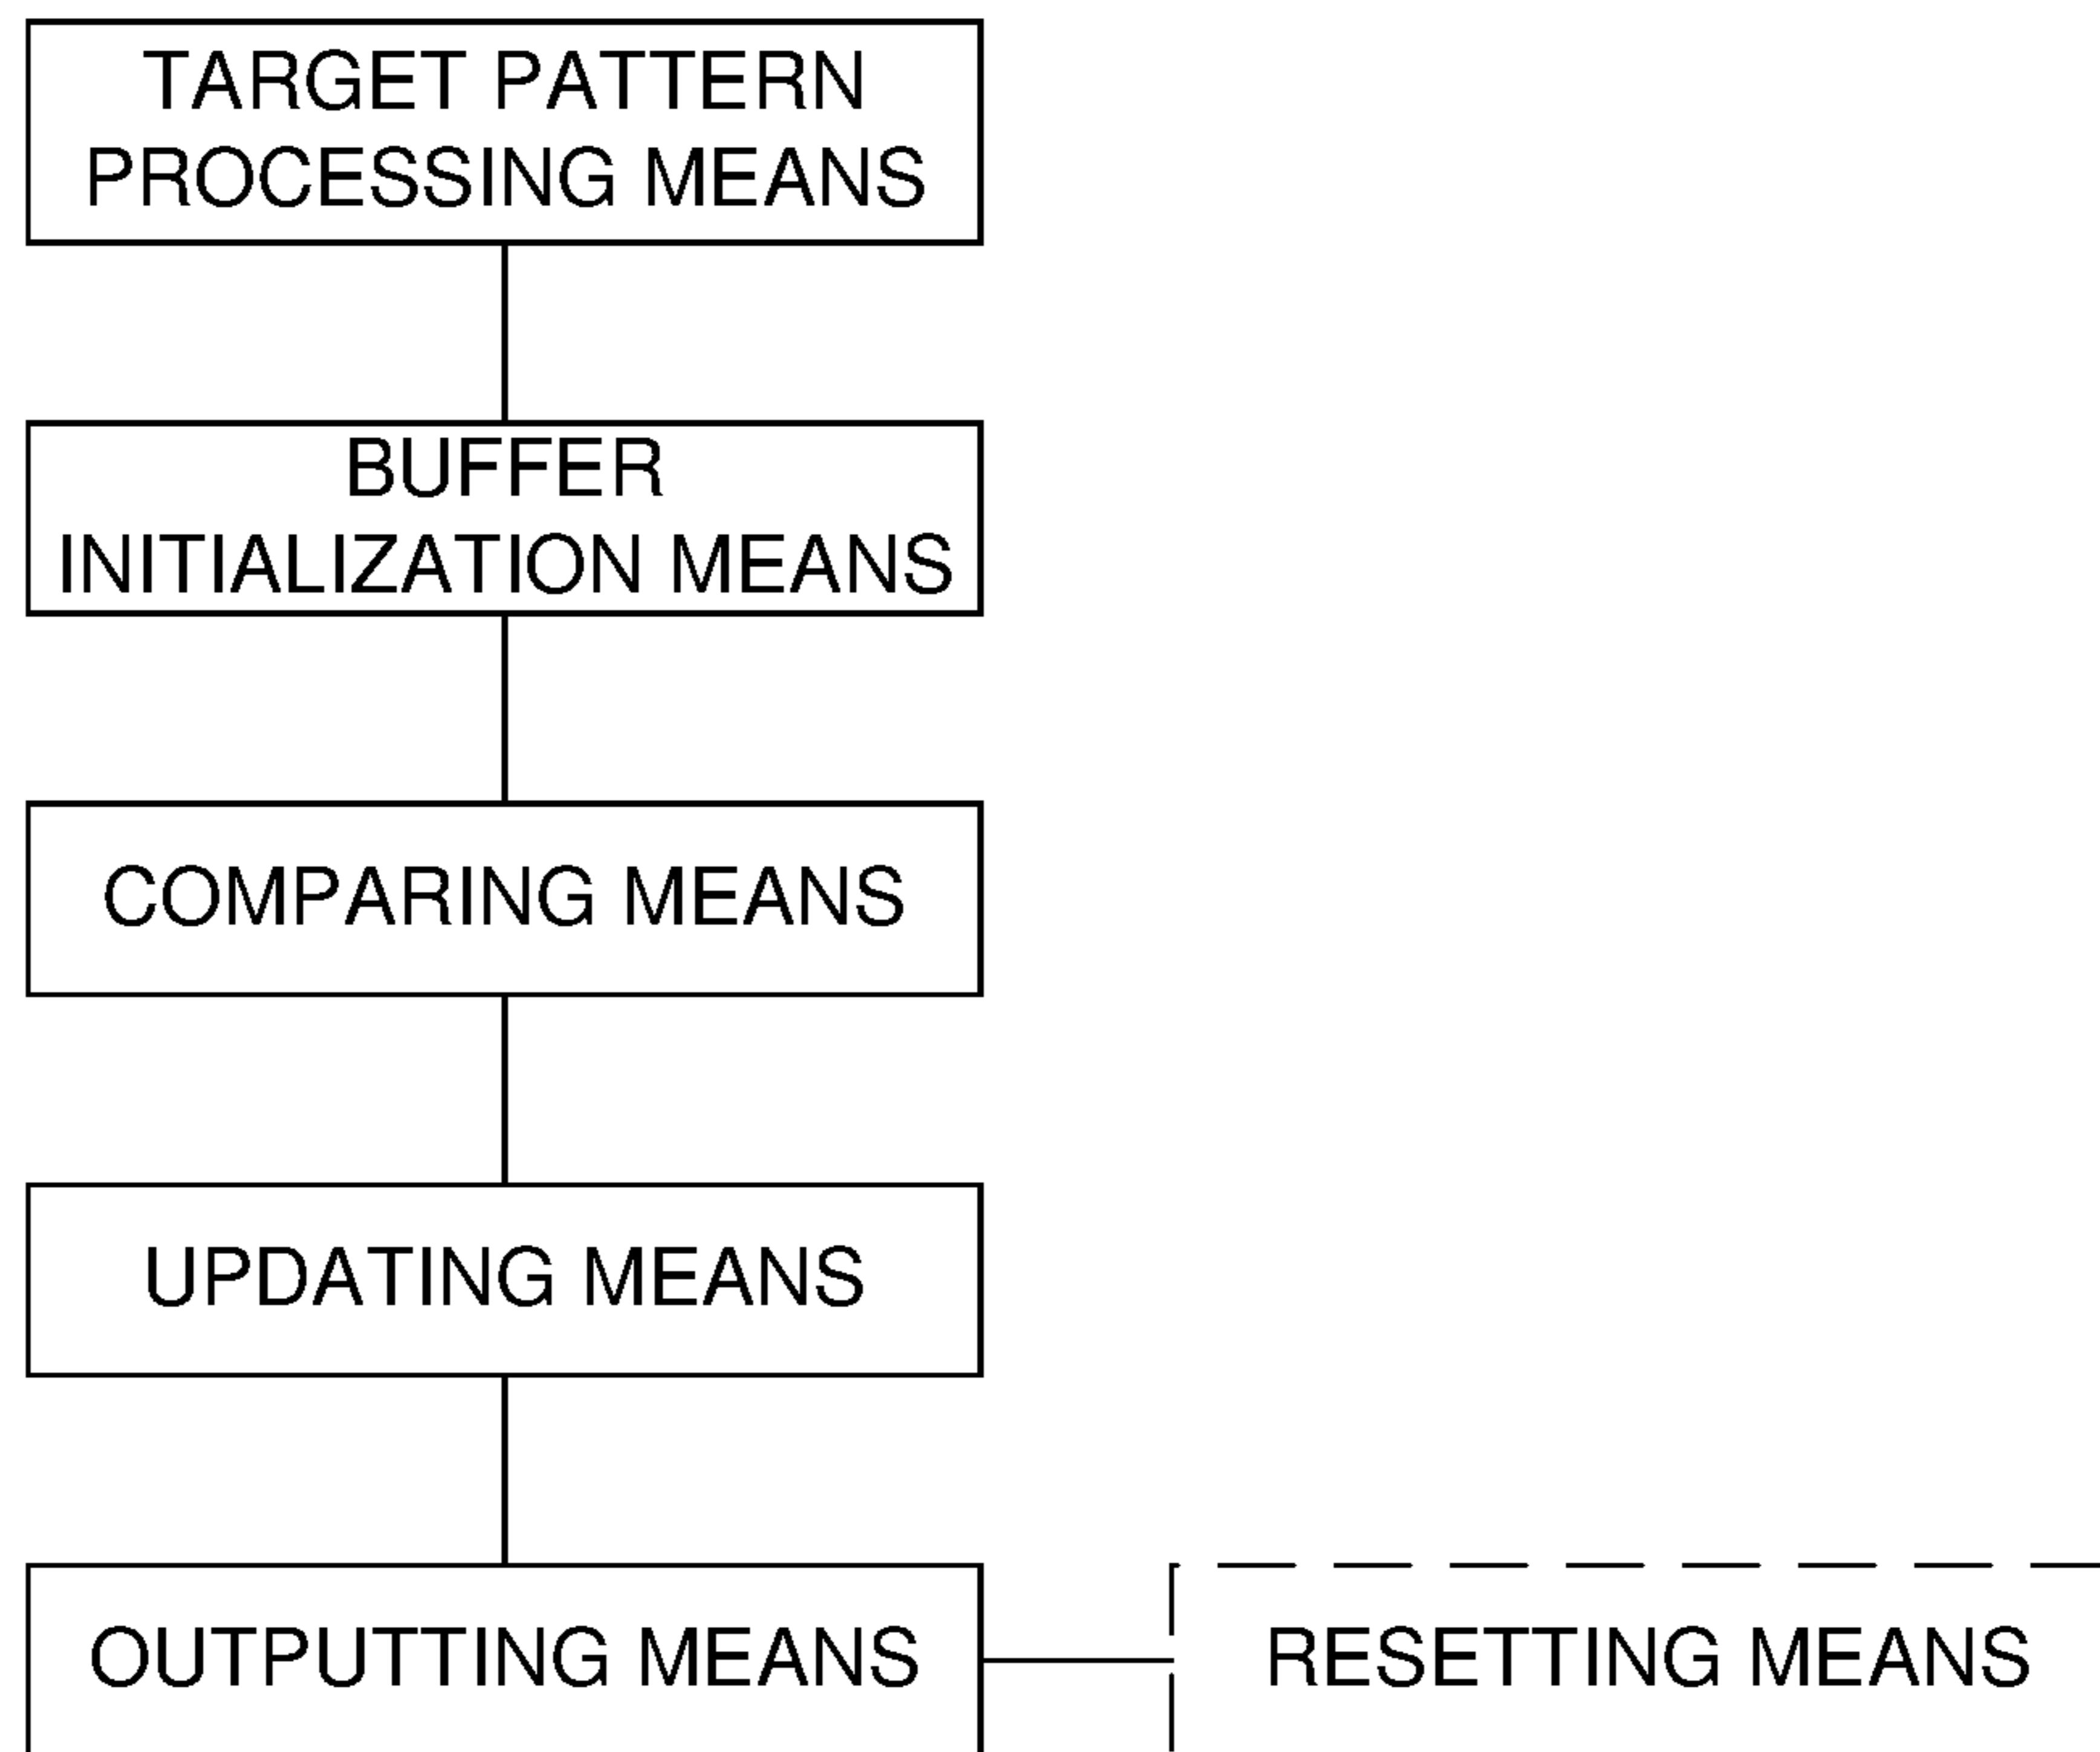 TARGET PATTERN
PROCESSING MEANS
BUFFER
INITIALIZATION MEANS
COMPARING MEANS
UPDATING MEANS
OUTPUTTING MEANS
RESETTING MEANS